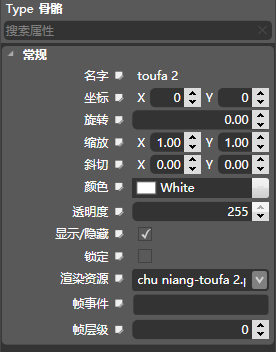 Type 骨骼
搜索属性
常规
名字 toufa 2
坐标 X 0 Y 0
旋转 0.00
缩放 X 1.00 Y 1.00
斜切 X 0.00 Y 0.00
颜色 White
透明度 255
显示/隐藏
锁定
渲染资源 chu niang-toufa 2.p
帧事件
帧层级 0